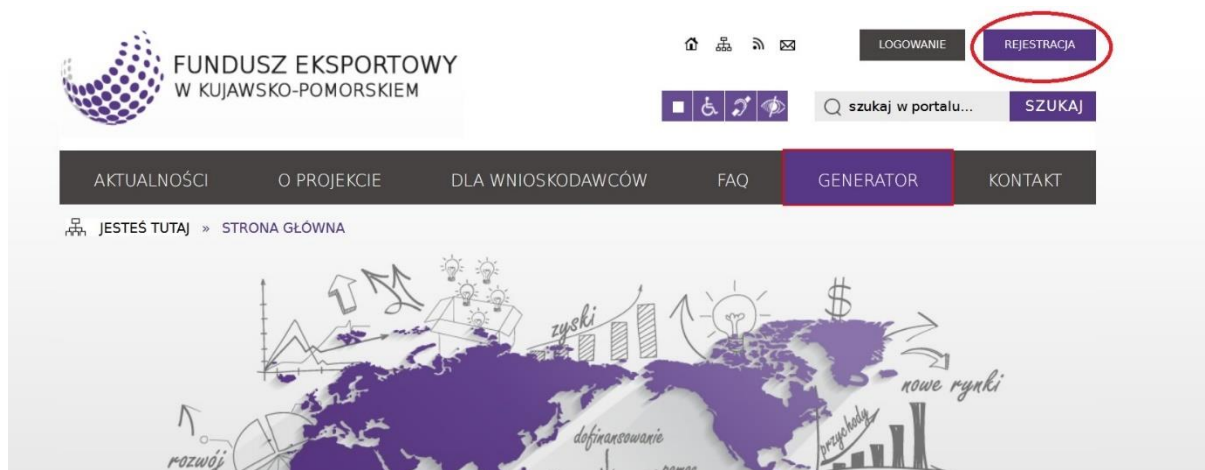 FUNDUSZ EKSPORTOWY
W KUJAWSKO-POMORSKIEM
LOGOWANIE
REJESTRACJA
szukaj w portalu...
SZUKAJ
AKTUALNOŚCI
O PROJEKCIE
DLA WNIOSKODAWCÓW
FAQ
GENERATOR
KONTAKT
JESTEŚ TUTAJ » STRONA GŁÓWNA
zyski
$
nowe rynki
przychody
dofinansowanie
rozwój